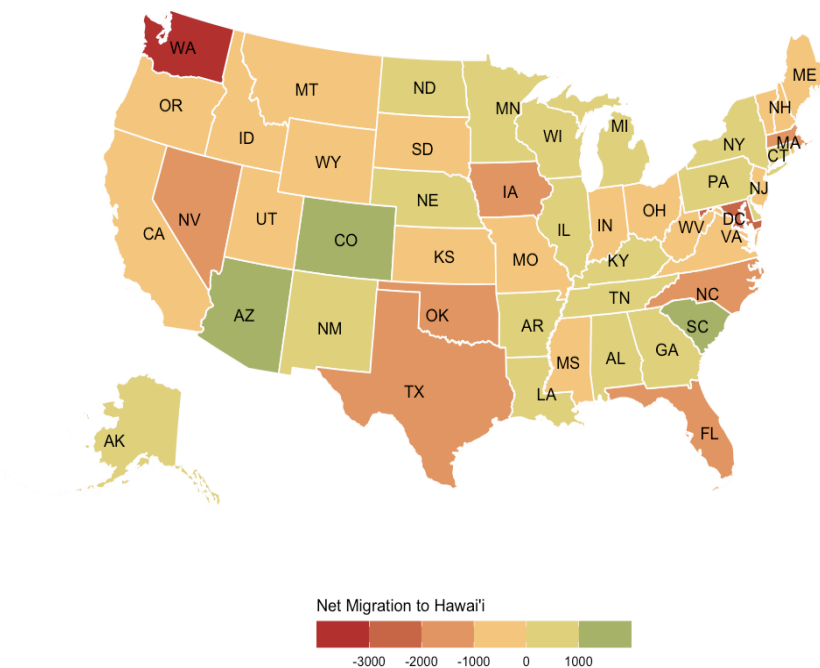 WA
MT
ND
ME
OR
MN
NH
ID
SD
WI
MI
NY
MA
WY
CT
NE
IA
PA
NJ
NV
UT
IL
IN
OH
DC
CA
CO
WV
VA
KS
MO
KY
AZ
NM
OK
AR
TN
NC
SC
MS
AL
GA
TX
LA
AK
FL
Net Migration to Hawai'i
-3000 -2000 -1000 0 1000